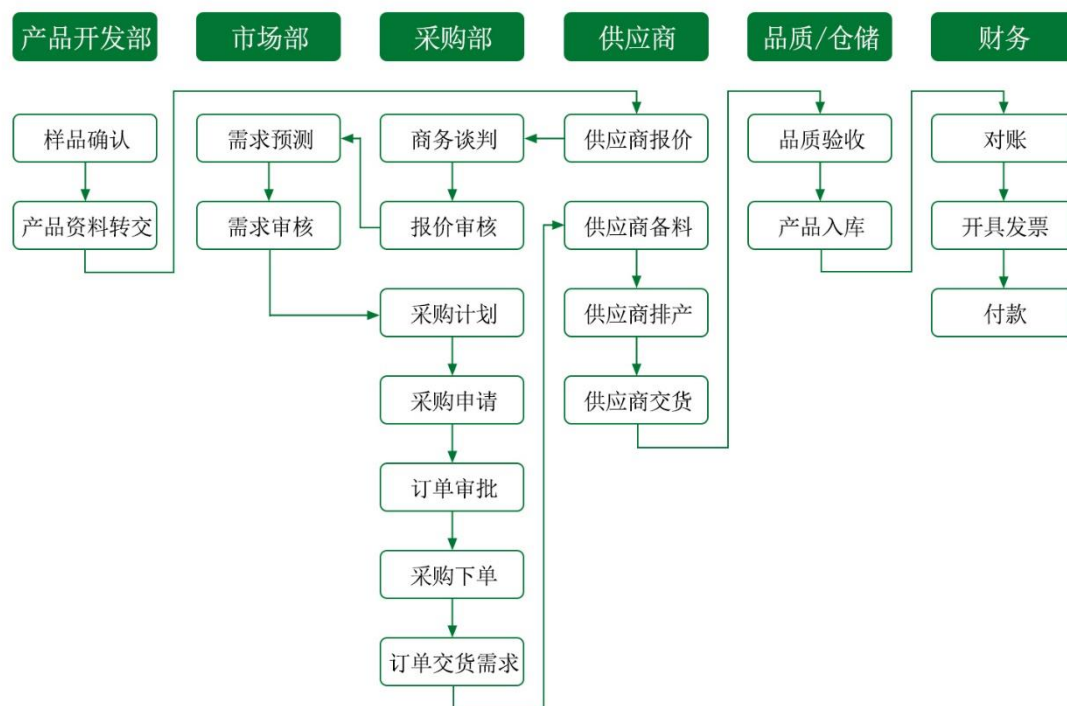 产品开发部
市场部
采购部
供应商
品质/仓储
财务
样品确认
需求预测
商务谈判
供应商报价
品质验收
对账
产品资料转交
需求审核
报价审核
供应商备料
产品入库
开具发票
采购计划
供应商排产
付款
采购申请
供应商交货
订单审批
采购下单
订单交货需求